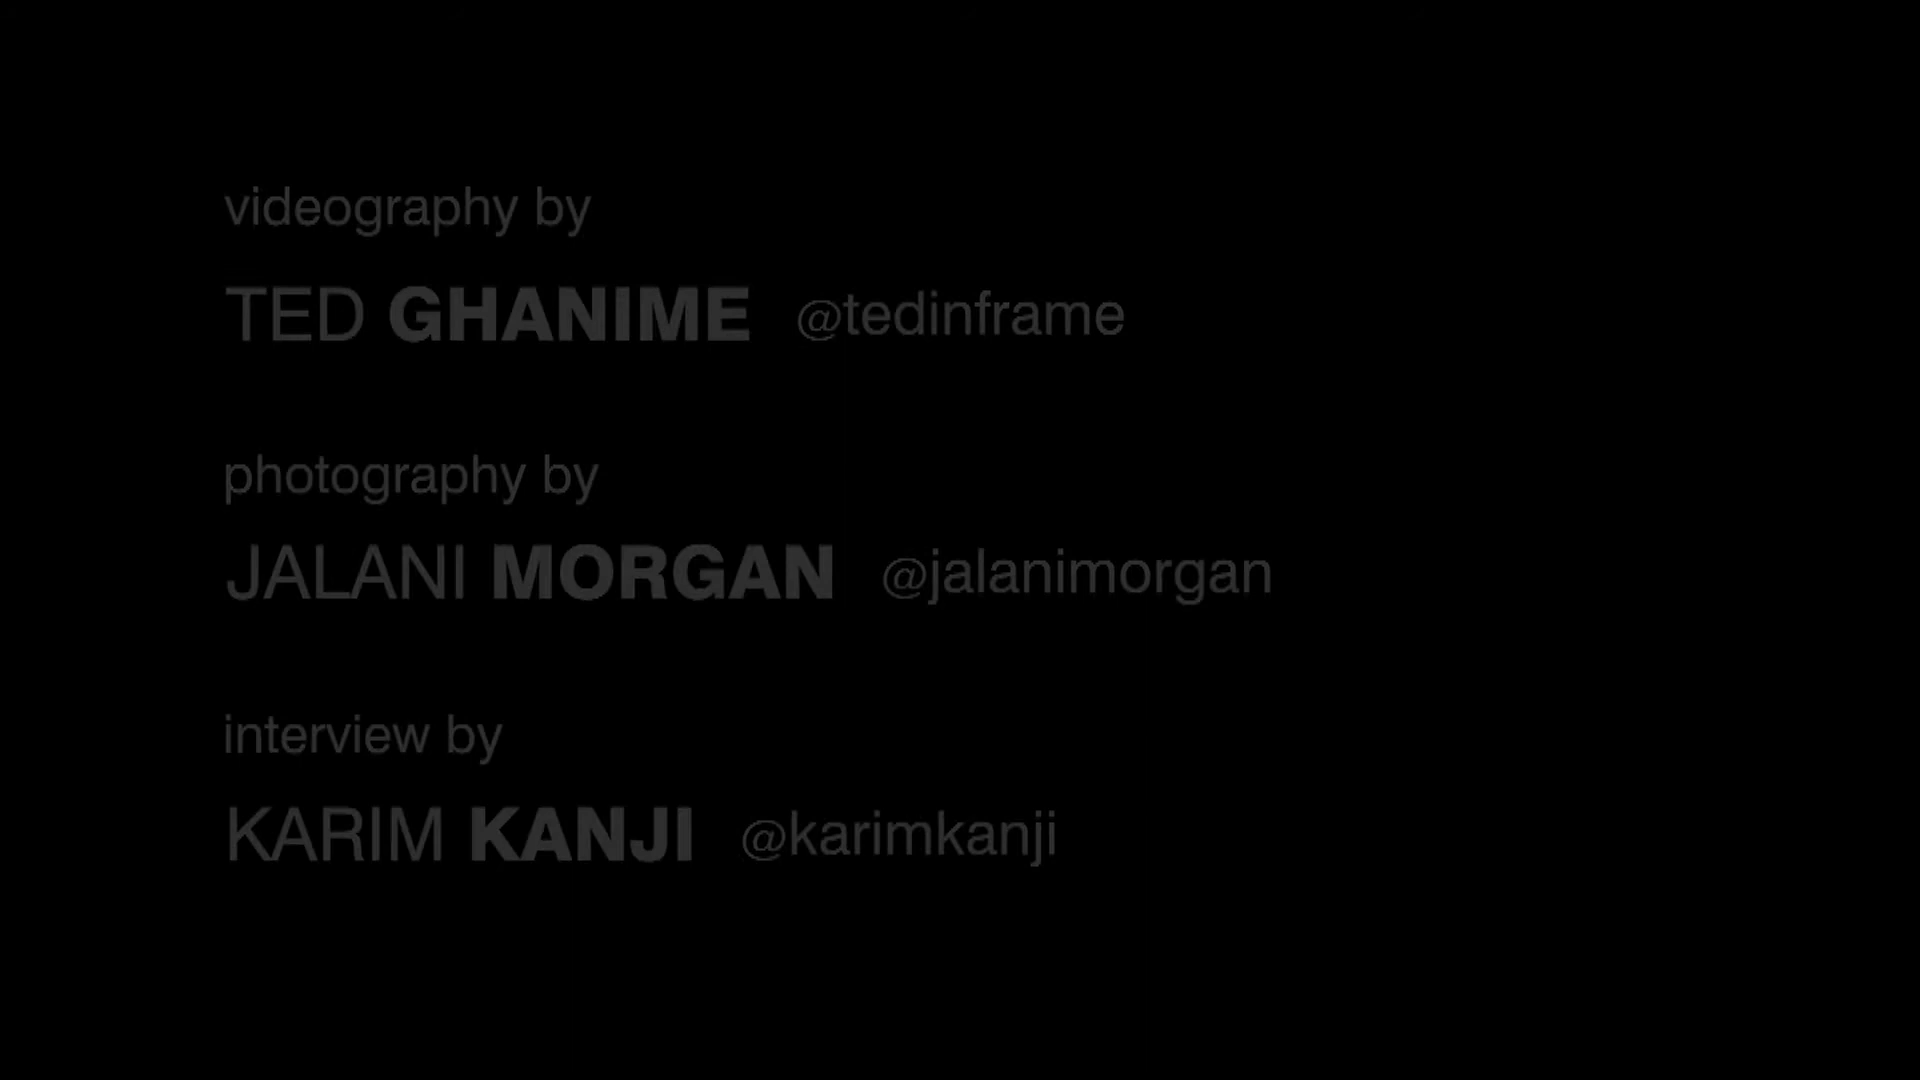 videography by
TED GHANIME @tedinframe
photography by
JALANI MORGAN @jalanimorgan
interview by
KARIM KANJI @karimkanji